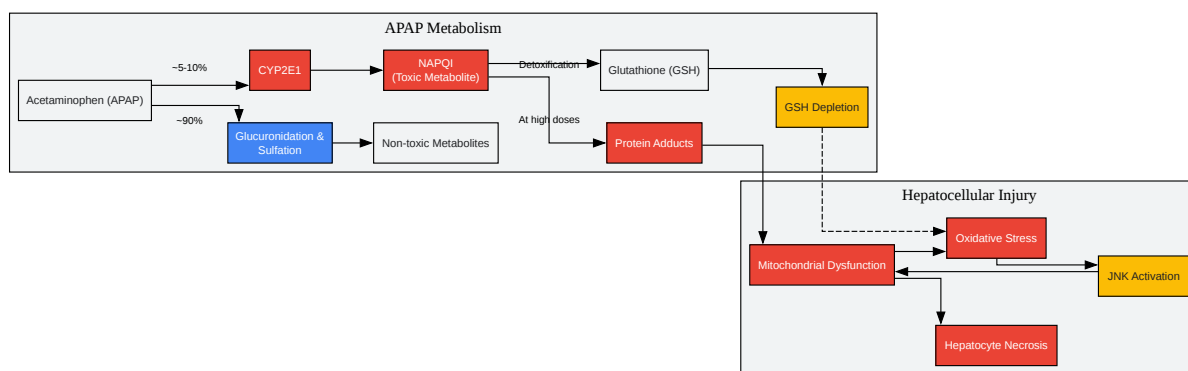 APAP Metabolism
~5-10%
CYP2E1
NAPQI
(Toxic Metabolite)
Detoxification
Glutathione (GSH)
Acetaminophen (APAP)
GSH Depletion
~90%
At high doses
Glucuronidation &
Sulfation
Non-toxic Metabolites
Protein Adducts
Hepatocellular Injury
Oxidative Stress
Mitochondrial Dysfunction
JNK Activation
Hepatocyte Necrosis